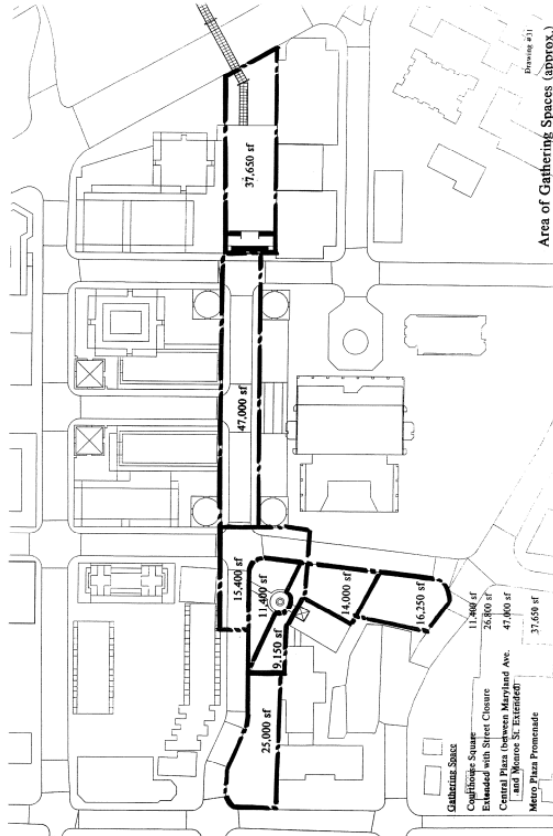 Drawing #31
Area of Gathering Spaces (approx.)
37,650 sf
47,000 sf
15,400 sf
11,400 sf
14,000 sf
16,250 sf
9,150 sf
25,000 sf
Gathering Space
Courthouse Square 11,400 sf
Extended with Street Closure 26,800 sf
Central Plaza (between Maryland Ave. 47,000 sf
and Monroe St. Extended)
Metro Plaza Promenade 37,650 sf